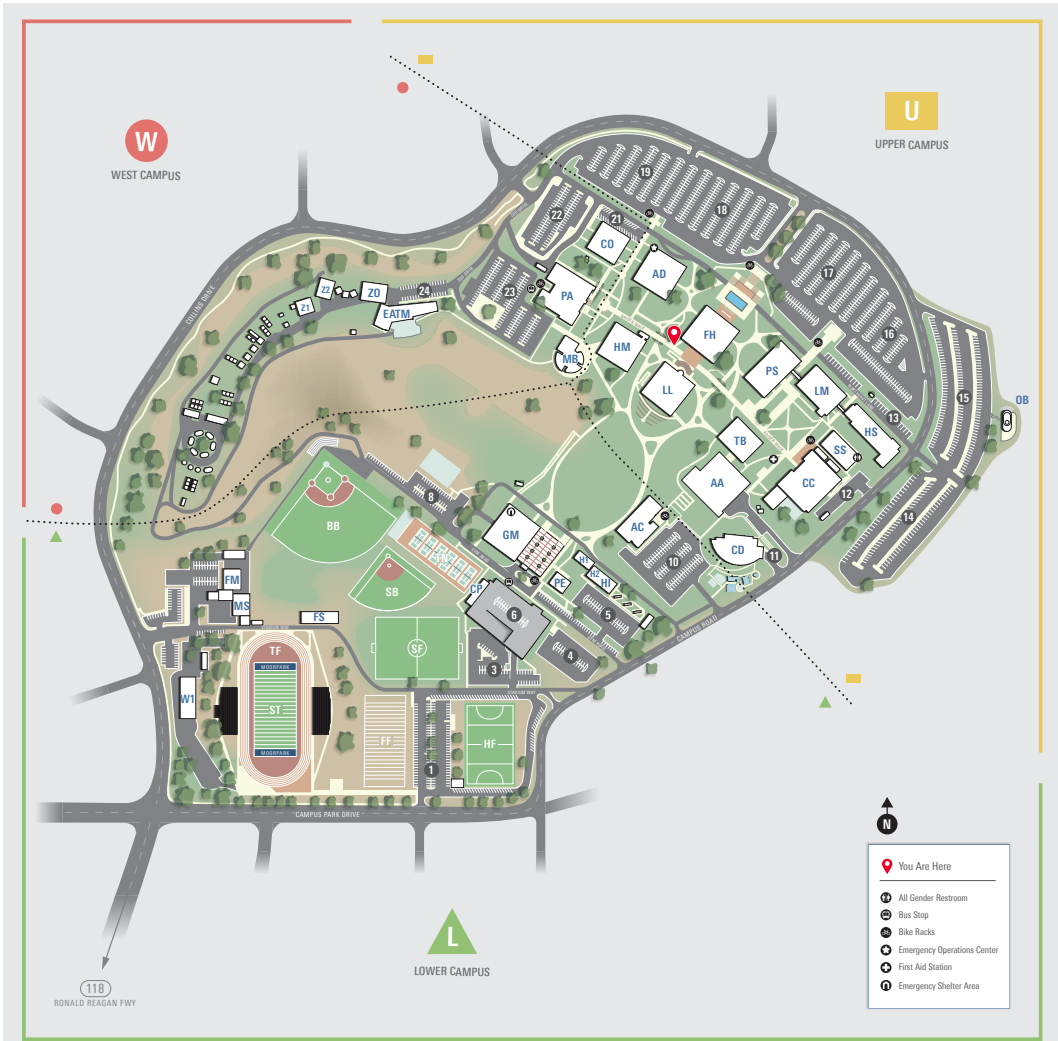 W
WEST CAMPUS
U
UPPER CAMPUS
19
18
22
21
CO
AD
17
16
23
PA
24
ZO
Z2
Z1
EATM
COLLINS DRIVE
FH
HM
MB
LL
PS
LM
13
15
OB
HS
SS
TB
CC
AA
12
14
8
BB
GM
AC
10
CD
11
H1
H2
HI
PE
CP
6
5
SB
FM
MS
FS
CAMPUS ROAD
4
3
SF
STADIUM WAY
TF
MOORPARK
W1
ST
FF
HF
MOORPARK
1
CAMPUS PARK DRIVE
N
You Are Here
All Gender Restroom
Bus Stop
Bike Racks
Emergency Operations Center
First Aid Station
Emergency Shelter Area
L
LOWER CAMPUS
118
RONALD REAGAN FWY